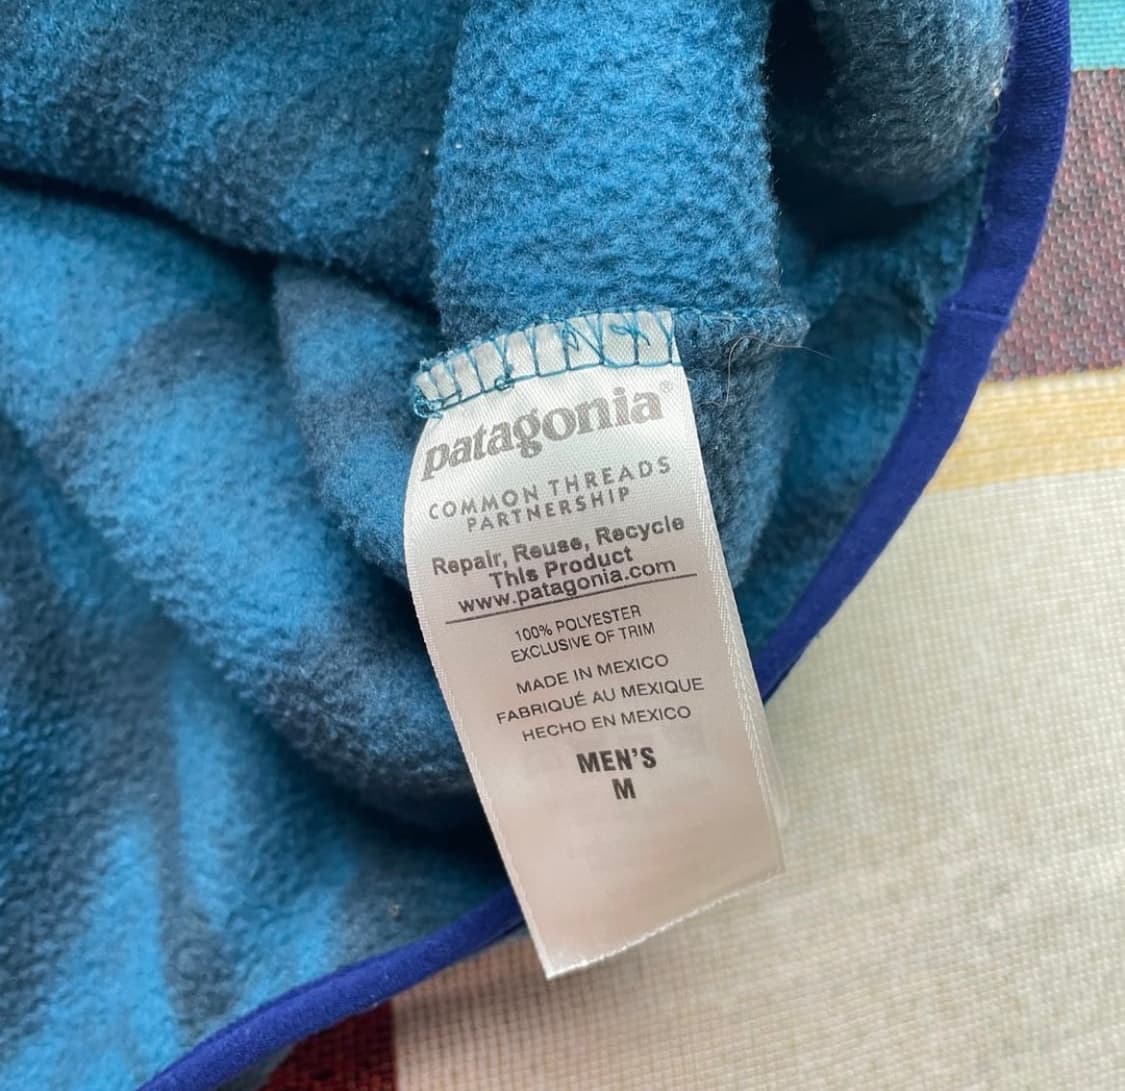 patagonia®
COMMON THREADS
PARTNERSHIP
Repair, Reuse, Recycle
This Product
www.patagonia.com
100% POLYESTER
EXCLUSIVE OF TRIM
MADE IN MEXICO
FABRIQUÉ AU MEXIQUE
HECHO EN MEXICO
MEN'S
M